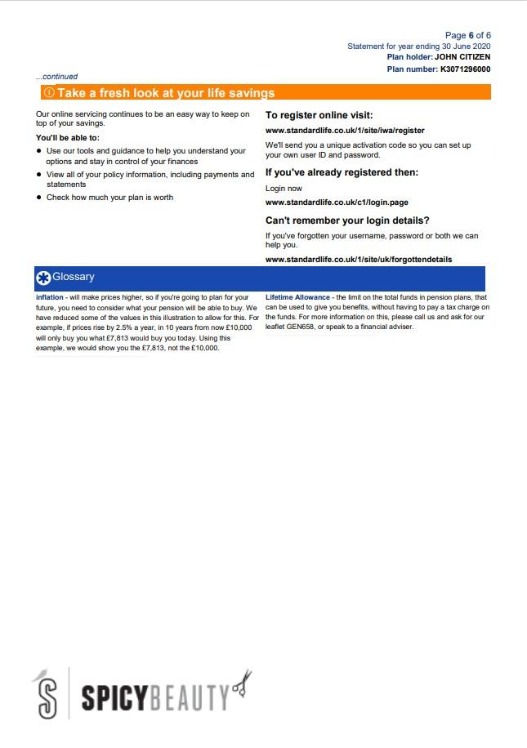 Page 6 of 6
Statement for year ending 30 June 2020
Plan holder: JOHN CITIZEN
Plan number: K3071296000
...continued
Take a fresh look at your life savings
Our online servicing continues to be an easy way to keep on
top of your savings.
You'll be able to:
● Use our tools and guidance to help you understand your
options and stay in control of your finances
● View all of your policy information, including payments and
statements
● Check how much your plan is worth
To register online visit:
www.standardlife.co.uk/1/site/iwa/register
We'll send you a unique activation code so you can set up
your own user ID and password.
If you've already registered then:
Login now
www.standardlife.co.uk/c1/login.page
Can't remember your login details?
If you've forgotten your username, password or both we can
help you.
www.standardlife.co.uk/1/site/uk/forgottendetails
Glossary
Inflation - will make prices higher, so if you're going to plan for your
future, you need to consider what your pension will be able to buy. We
have reduced some of the values in this illustration to allow for this. For
example, if prices rise by 2.5% a year, in 10 years from now £10,000
will only buy you what £7,813 would buy you today. Using this
example, we would show you the £7,813, not the £10,000.
Lifetime Allowance - the limit on the total funds in pension plans, that
can be used to give you benefits, without having to pay a tax charge on
the funds. For more information on this, please call us and ask for our
leaflet GEN658, or speak to a financial adviser.
S SPICYBEAUTY